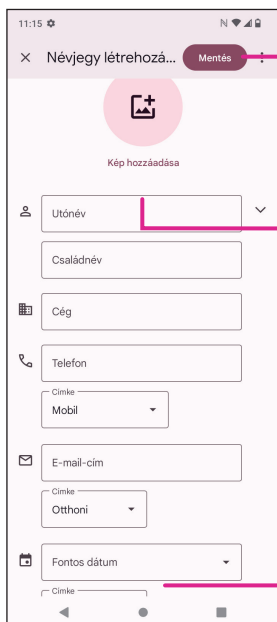 11:15
Névjegy létrehozá... Mentés
Kép hozzáadása
Utónév
Családnév
Cég
Telefon
Címke
Mobil
E-mail-cím
Címke
Otthoni
Fontos dátum
Címke